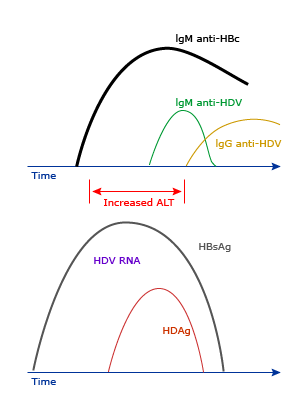 IgM anti-HBc
IgM anti-HDV
IgG anti-HDV
Time
Increased ALT
HBsAg
HDV RNA
HDAg
Time